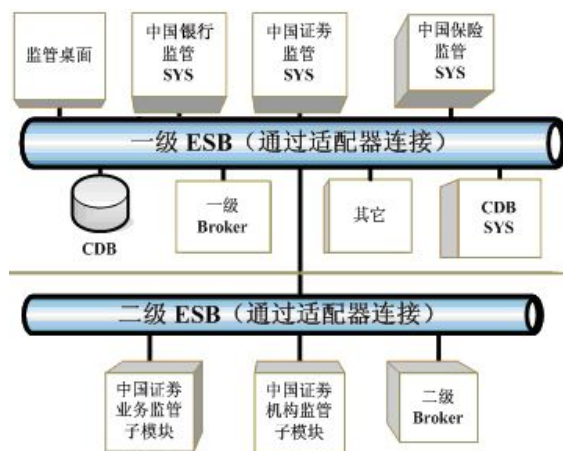 监管桌面
中国银行
监管
SYS
中国证券
监管
SYS
中国保险
监管
SYS
一级 ESB（通过适配器连接）
CDB
一级
Broker
其它
CDB
SYS
二级 ESB（通过适配器连接）
中国证券
业务监管
子模块
中国证券
机构监管
子模块
二级
Broker